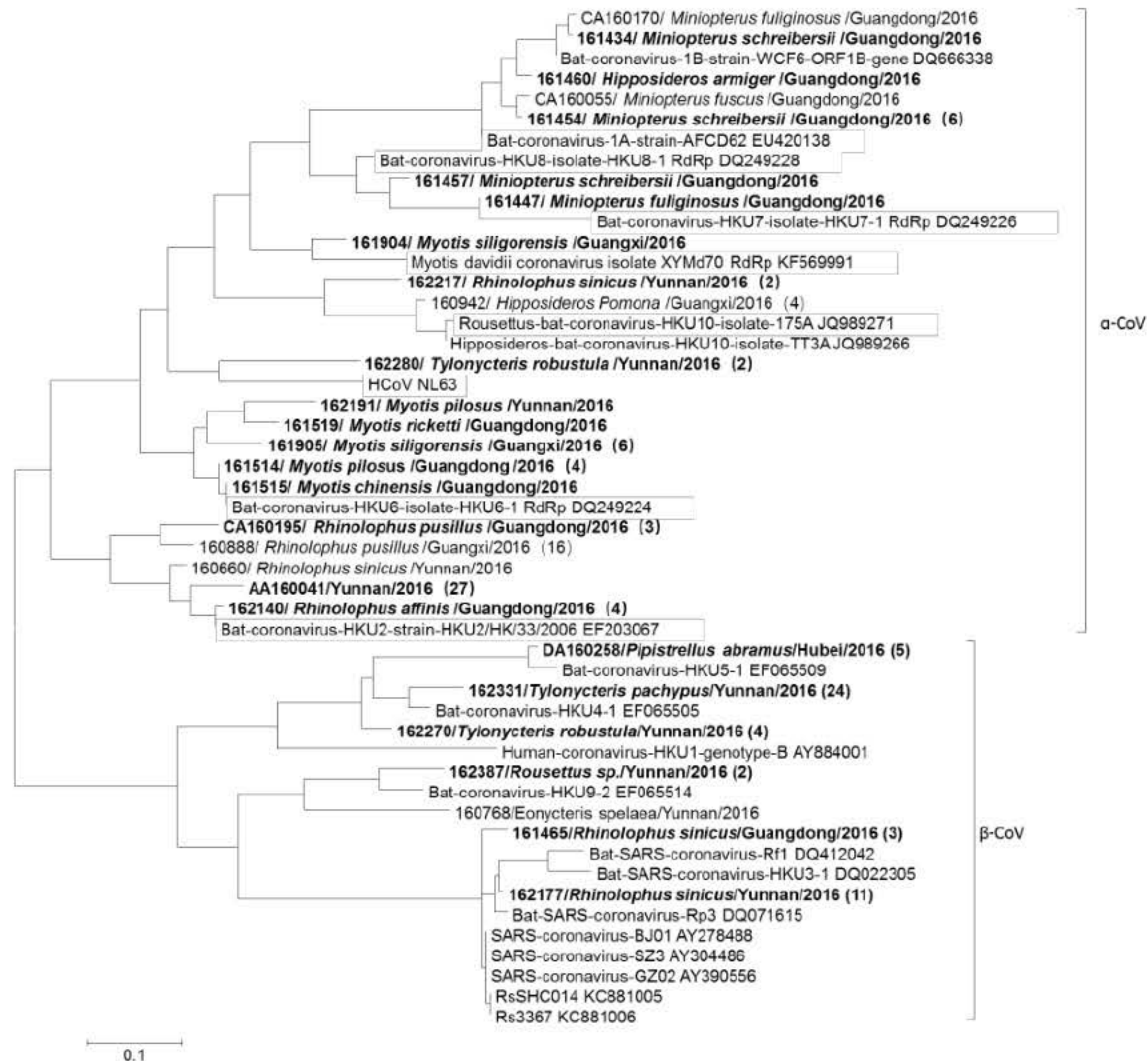 CA160170/ Miniopterus fuliginosus /Guangdong/2016
161434/ Miniopterus schreibersii /Guangdong/2016
Bat-coronavirus-1B-strain-WCF6-ORF1B-gene DQ666338
161460/ Hipposideros armiger /Guangdong/2016
CA160055/ Miniopterus fuscus /Guangdong/2016
161454/ Miniopterus schreibersii /Guangdong/2016 (6)
Bat-coronavirus-1A-strain-AFCD62 EU420138
Bat-coronavirus-HKU8-isolate-HKU8-1 RdRp DQ249228
161457/ Miniopterus schreibersii /Guangdong/2016
161447/ Miniopterus fuliginosus /Guangdong/2016
Bat-coronavirus-HKU7-isolate-HKU7-1 RdRp DQ249226
161904/ Myotis siligorensis /Guangxi/2016
Myotis davidii coronavirus isolate XYMd70 RdRp KF569991
162217/ Rhinolophus sinicus /Yunnan/2016 (2)
160942/ Hipposideros Pomona /Guangxi/2016 (4)
Rousettus-bat-coronavirus-HKU10-isolate-175A JQ989271
Hipposideros-bat-coronavirus-HKU10-isolate-TT3AJQ989266
α-CoV
162280/ Tylonycteris robustula /Yunnan/2016 (2)
HCoV NL63
162191/ Myotis pilosus /Yunnan/2016
161519/ Myotis ricketti /Guangdong/2016
161905/ Myotis siligorensis /Guangxi/2016 (6)
161514/ Myotis pilosus /Guangdong/2016 (4)
161515/ Myotis chinensis /Guangdong/2016
Bat-coronavirus-HKU6-isolate-HKU6-1 RdRp DQ249224
CA160195/ Rhinolophus pusillus /Guangdong/2016 (3)
160888/ Rhinolophus pusillus /Guangxi/2016 (16)
160660/ Rhinolophus sinicus /Yunnan/2016
AA160041/Yunnan/2016 (27)
162140/ Rhinolophus affinis /Guangdong/2016 (4)
Bat-coronavirus-HKU2-strain-HKU2/HK/33/2006 EF203067
DA160258/Pipistrellus abramus/Hubei/2016 (5)
Bat-coronavirus-HKU5-1 EF065509
162331/Tylonycteris pachypus/Yunnan/2016 (24)
Bat-coronavirus-HKU4-1 EF065505
162270/Tylonycteris robustula/Yunnan/2016 (4)
Human-coronavirus-HKU1-genotype-B AY884001
162387/Rousettus sp./Yunnan/2016 (2)
Bat-coronavirus-HKU9-2 EF065514
160768/Eonycteris spelaea/Yunnan/2016
161465/Rhinolophus sinicus/Guangdong/2016 (3)
β-CoV
Bat-SARS-coronavirus-Rf1 DQ412042
Bat-SARS-coronavirus-HKU3-1 DQ022305
162177/Rhinolophus sinicus/Yunnan/2016 (11)
Bat-SARS-coronavirus-Rp3 DQ071615
SARS-coronavirus-BJ01 AY278488
SARS-coronavirus-SZ3 AY304486
SARS-coronavirus-GZ02 AY390556
RsSHC014 KC881005
Rs3367 KC881006
0.1